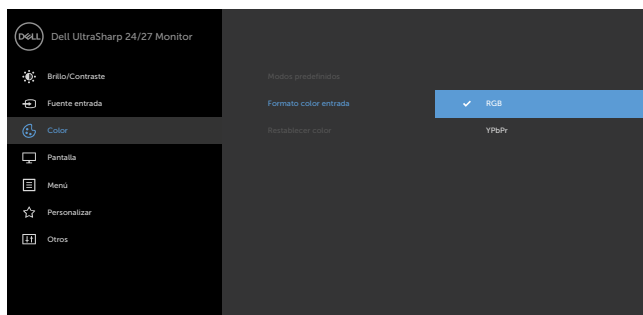 DELL
Dell UltraSharp 24/27 Monitor
Brillo/Contraste
Fuente entrada
Color
Pantalla
Menú
Personalizar
Otros
Modos predefinidos
Formato color entrada
Restablecer color
RGB
YPbPr